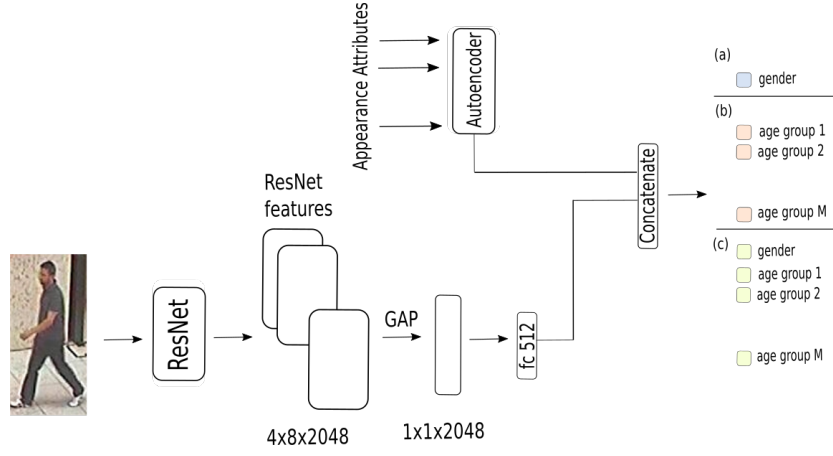 Appearance Attributes
Autoencoder
Concatenate
(a)
gender
(b)
age group 1
age group 2
age group M
(c)
gender
age group 1
age group 2
age group M
ResNet
features
ResNet
GAP
fc 512
4x8x2048
1x1x2048